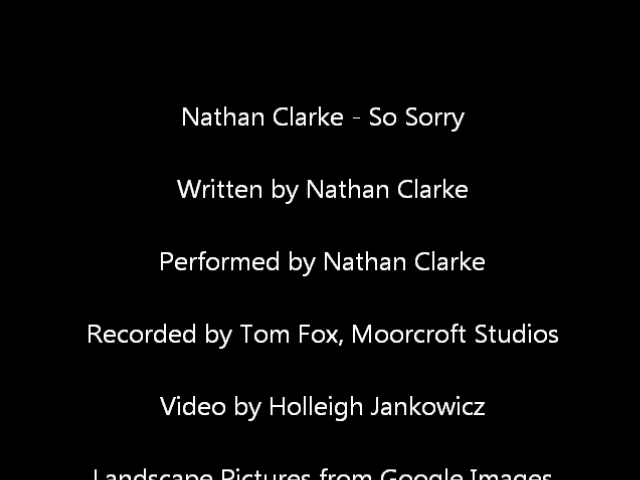 Nathan Clarke - So Sorry
Written by Nathan Clarke
Performed by Nathan Clarke
Recorded by Tom Fox, Moorcroft Studios
Video by Holleigh Jankowicz
Landscape Pictures from Google Images